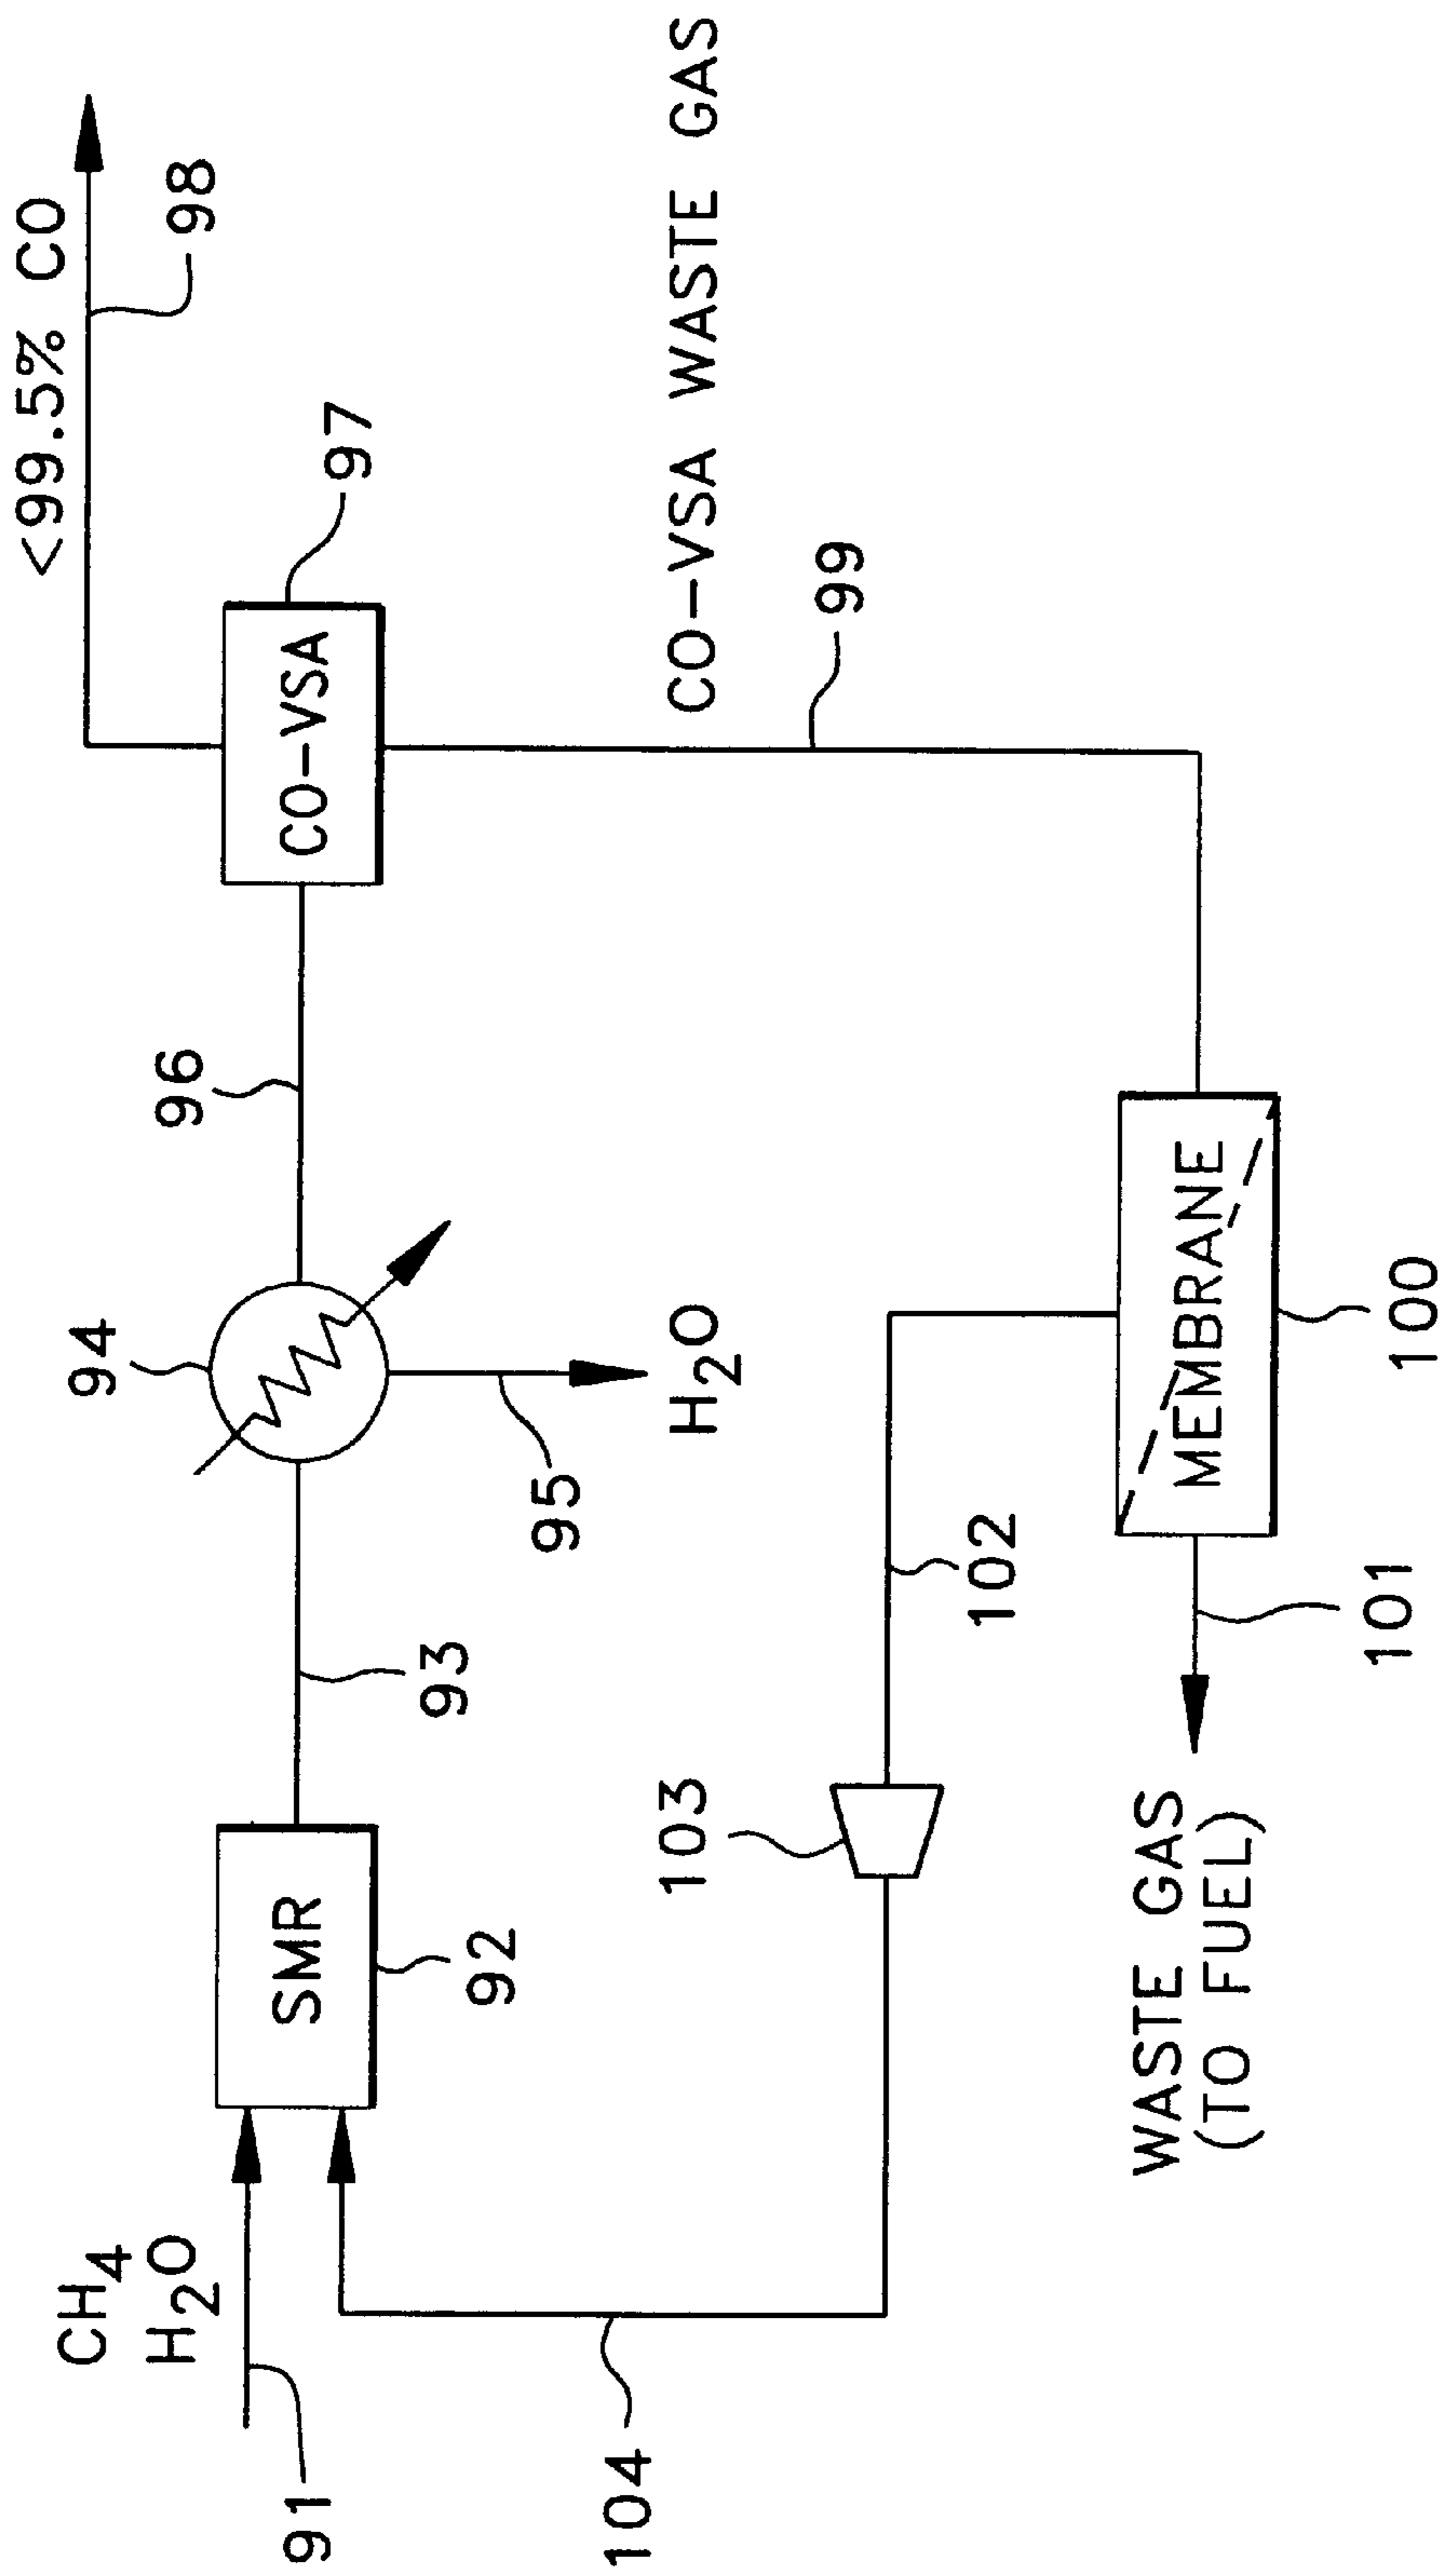 <99.5% CO
98
97
CO-VSA
96
94
93
SMR
92
CH4
H2O
91
95
H2O
CO-VSA WASTE GAS
99
MEMBRANE
100
101
102
103
104
WASTE GAS
(TO FUEL)